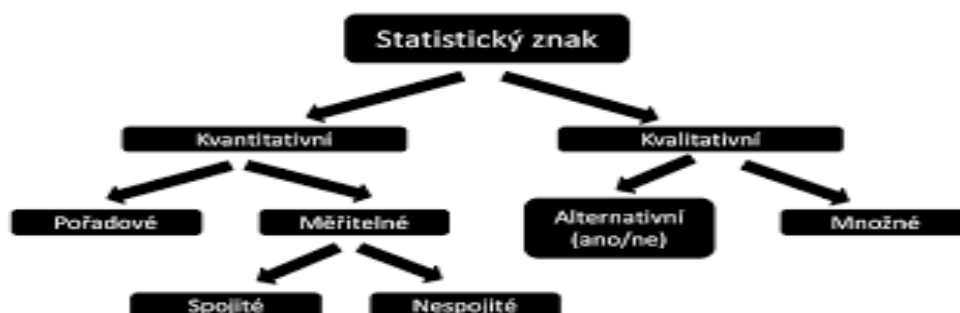 Statistický znak
Kvantitativní
Kvalitativní
Pořadové
Měřitelné
Alternativní
(ano/ne)
Množné
Spojité
Nespojité